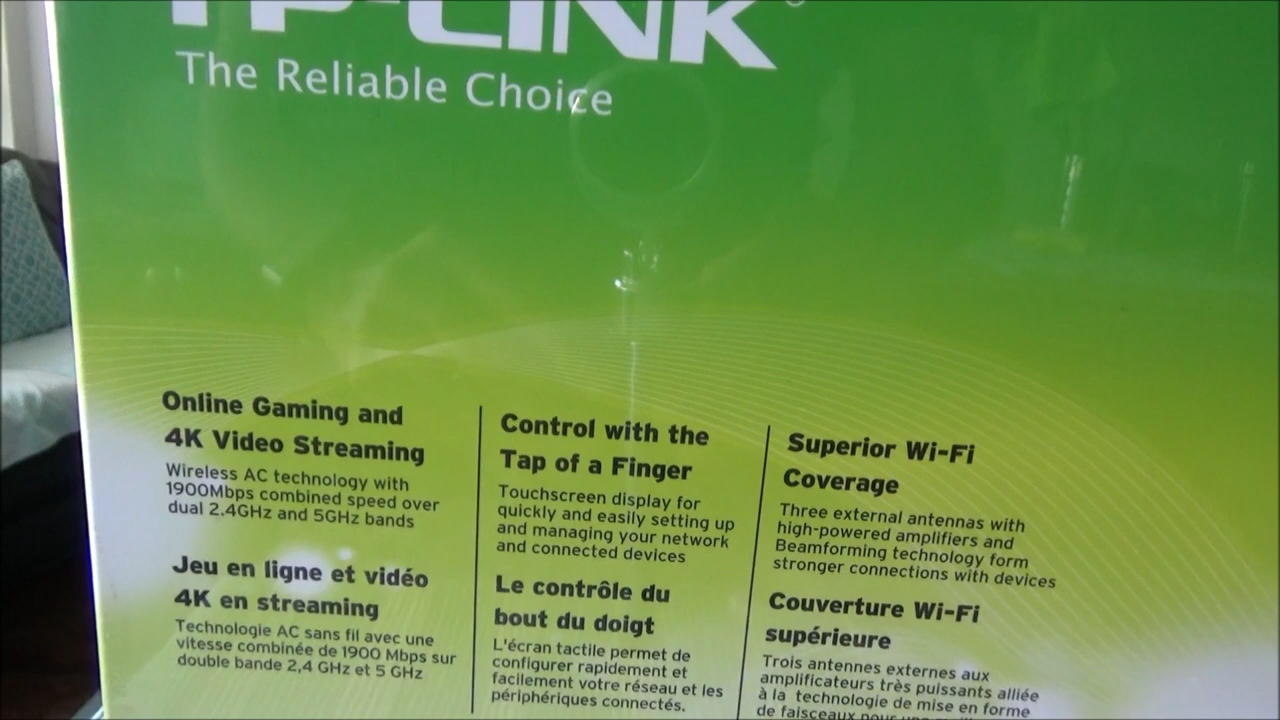 TP-LINK
The Reliable Choice
Online Gaming and
4K Video Streaming
Wireless AC technology with
1900Mbps combined speed over
dual 2.4GHz and 5GHz bands
Jeu en ligne et vidéo
4K en streaming
Technologie AC sans fil avec une
vitesse combinée de 1900 Mbps sur
double bande 2,4 GHz et 5 GHz
Control with the
Tap of a Finger
Touchscreen display for
quickly and easily setting up
and managing your network
and connected devices
Le contrôle du
bout du doigt
L'écran tactile permet de
configurer rapidement et
facilement votre réseau et les
périphériques connectés.
Superior Wi-Fi
Coverage
Three external antennas with
high-powered amplifiers and
Beamforming technology form
stronger connections with devices
Couverture Wi-Fi
supérieure
Trois antennes externes aux
amplificateurs très puissants alliée
à la technologie de mise en forme
de faisceaux pour une